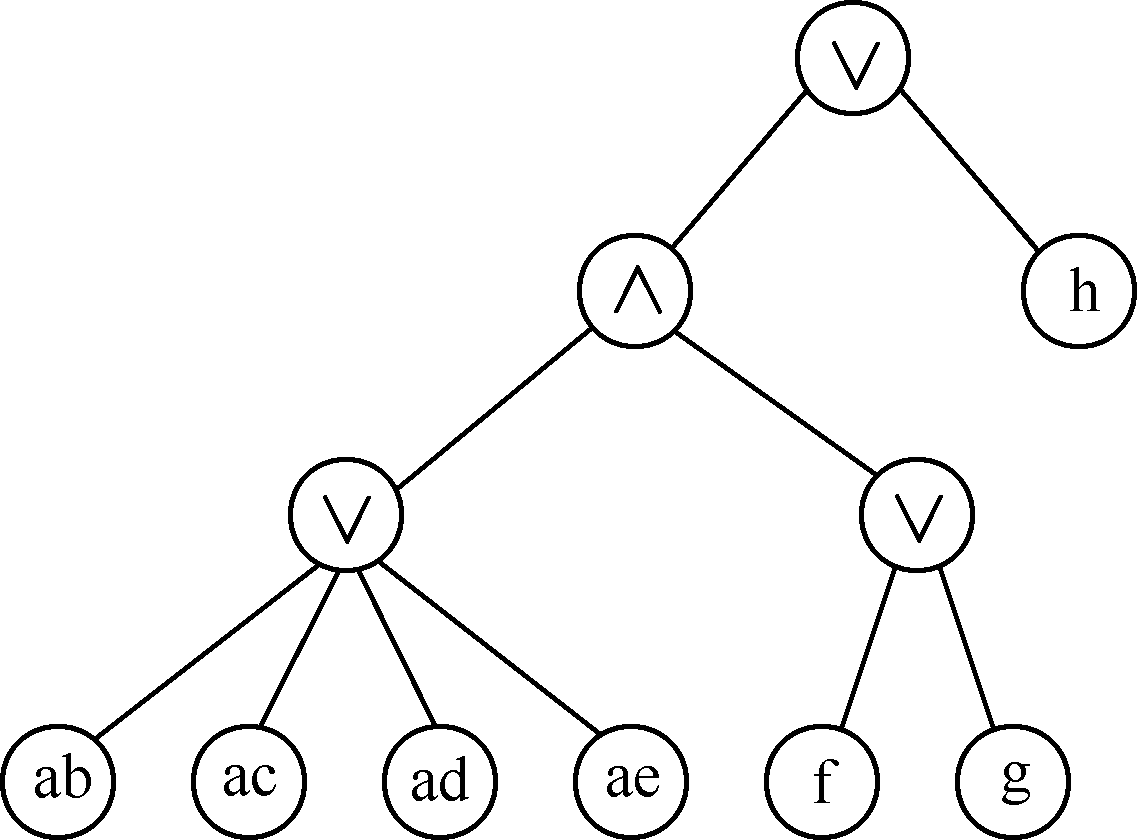 ∨
∧ h
∨ ∨
ab ac ad ae f g